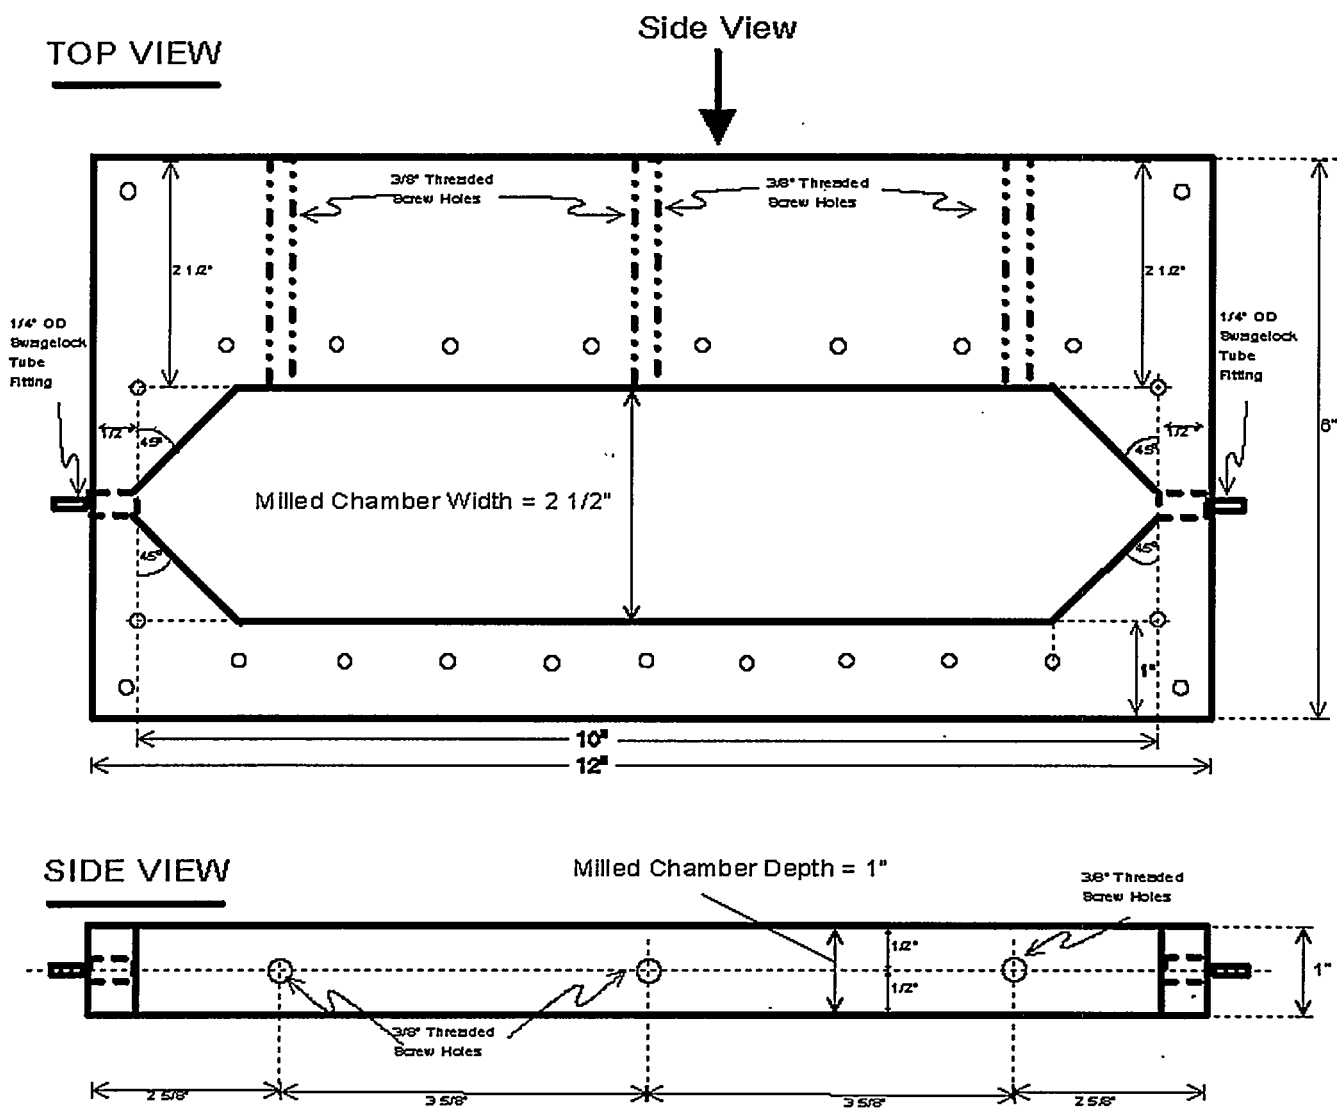 Side View
TOP VIEW
3/8" Threaded
Screw Holes
3/8" Threaded
Screw Holes
2 1/2"
2 1/2"
1/4" OD
Swagelock
Tube
Fitting
1/4" OD
Swagelock
Tube
Fitting
8"
1/2
45°
45°
1/2
Milled Chamber Width = 2 1/2"
45°
45°
1"
10"
12"
SIDE VIEW
Milled Chamber Depth = 1"
3/8" Threaded
Screw Holes
1/2"
1/2"
1"
3/8" Threaded
Screw Holes
2 5/8"
3 5/8"
3 5/8"
2 5/8"